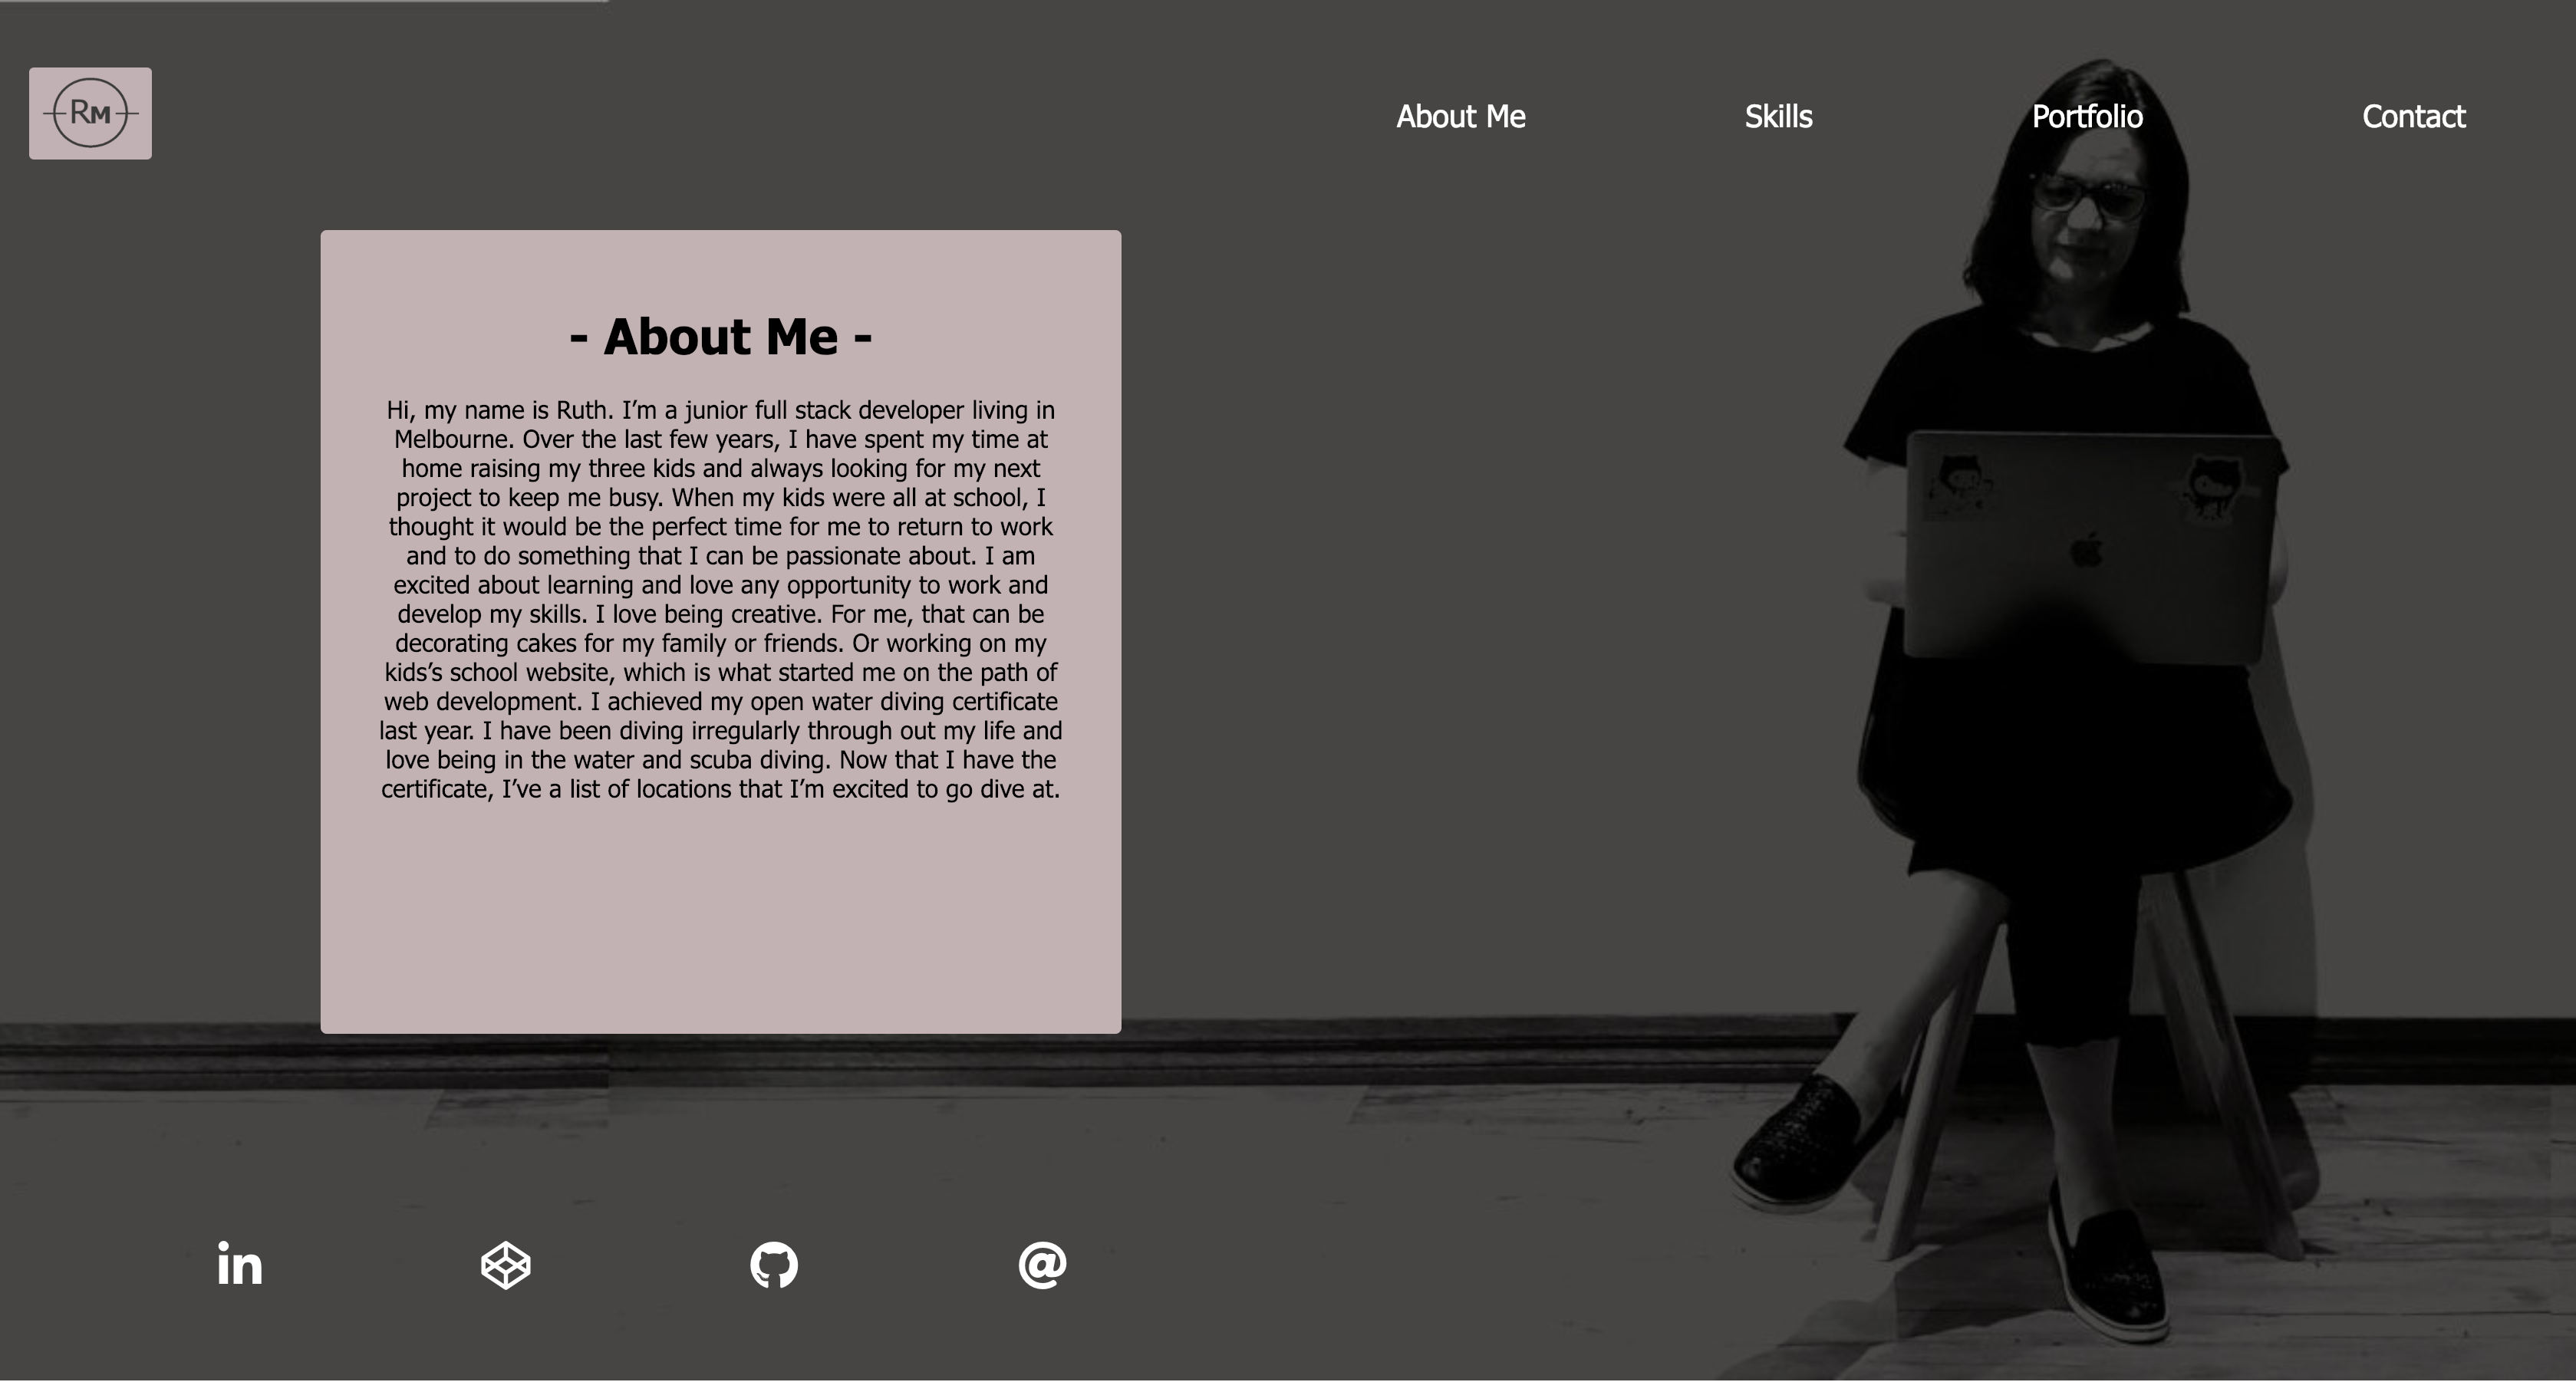 RM
About Me Skills Portfolio Contact
- About Me -
Hi, my name is Ruth. I’m a junior full stack developer living in
Melbourne. Over the last few years, I have spent my time at
home raising my three kids and always looking for my next
project to keep me busy. When my kids were all at school, I
thought it would be the perfect time for me to return to work
and to do something that I can be passionate about. I am
excited about learning and love any opportunity to work and
develop my skills. I love being creative. For me, that can be
decorating cakes for my family or friends. Or working on my
kids’s school website, which is what started me on the path of
web development. I achieved my open water diving certificate
last year. I have been diving irregularly through out my life and
love being in the water and scuba diving. Now that I have the
certificate, I’ve a list of locations that I’m excited to go dive at.
in @